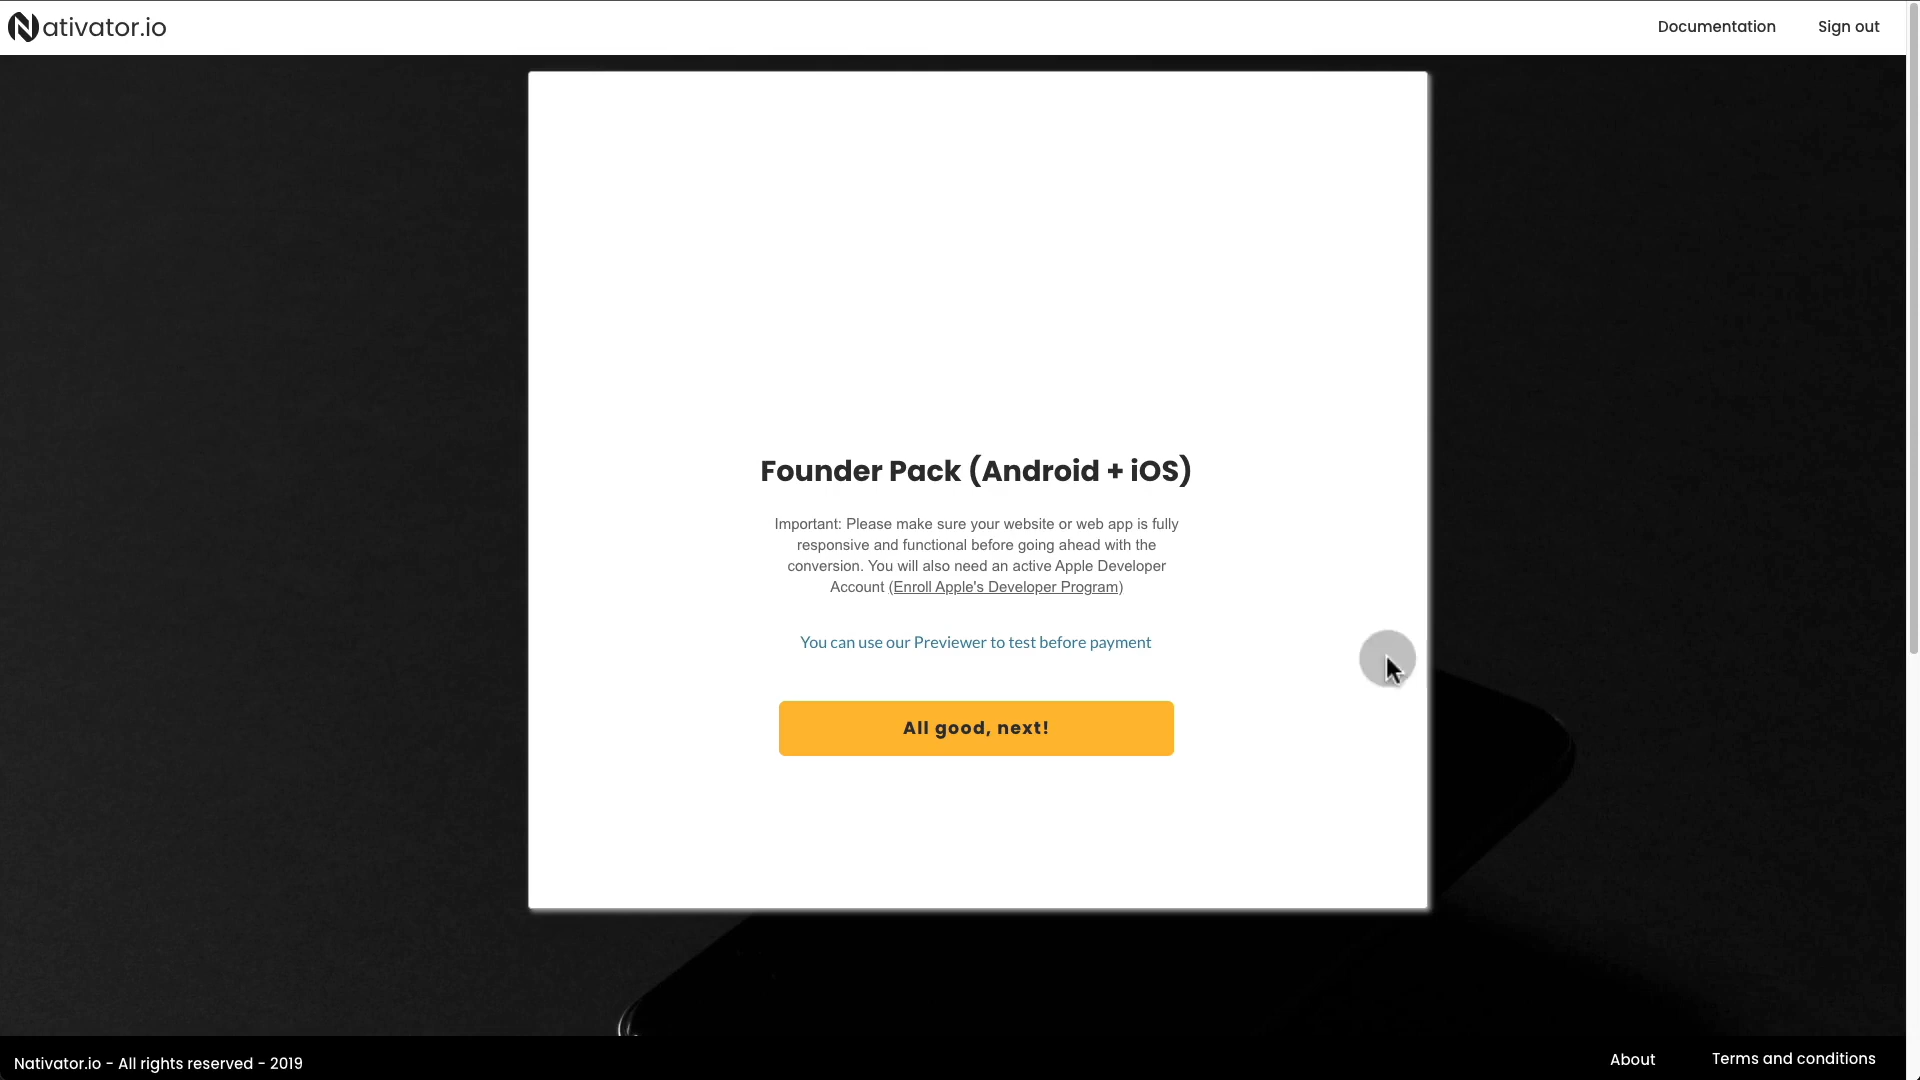 Nativator.io
Documentation
Sign out
Founder Pack (Android + iOS)
Important: Please make sure your website or web app is fully
responsive and functional before going ahead with the
conversion. You will also need an active Apple Developer
Account (Enroll Apple's Developer Program)
You can use our Previewer to test before payment
All good, next!
Nativator.io - All rights reserved - 2019
About
Terms and conditions